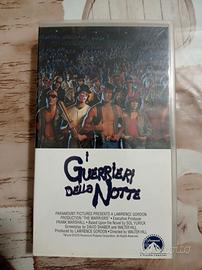 I GUERRIERI
DELLA NOTTE
PARAMOUNT PICTURES PRESENTS A LAWRENCE GORDON
PRODUCTION "THE WARRIORS" • Executive Producer
FRANK MARSHALL • Based Upon the Novel by SOL YURICK
Screenplay by DAVID SHABER and WALTER HILL
Produced by LAWRENCE GORDON • Directed by WALTER HILL